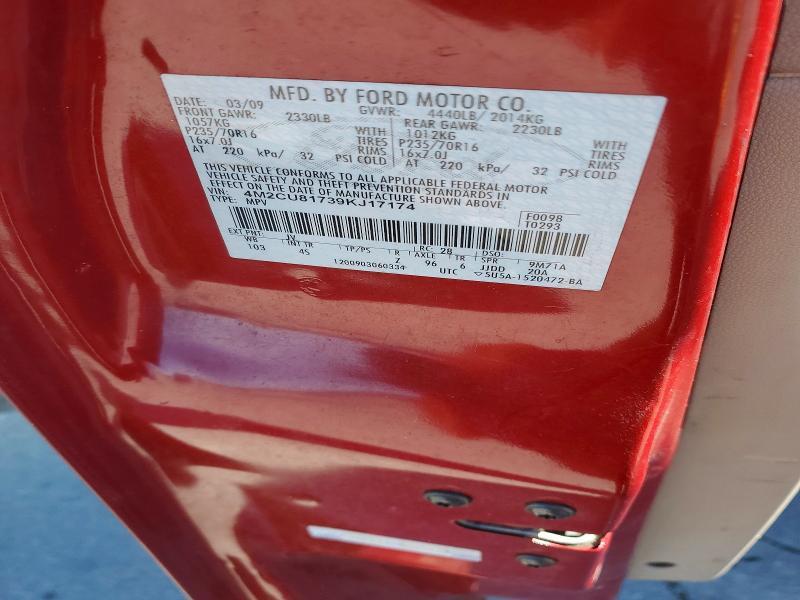 MFD. BY FORD MOTOR CO.
DATE: 03/09 GVWR: 4440LB/ 2014KG
FRONT GAWR: 2330LB REAR GAWR: 2230LB
1057KG WITH 1012KG WITH
P235/70R16 TIRES P235/70R16 TIRES
16x7.0J RIMS 16x7.0J RIMS
AT 220 kPa/ 32 PSI COLD AT 220 kPa/ 32 PSI COLD
THIS VEHICLE CONFORMS TO ALL APPLICABLE FEDERAL MOTOR
VEHICLE SAFETY AND THEFT PREVENTION STANDARDS IN
EFFECT ON THE DATE OF MANUFACTURE SHOWN ABOVE.
VIN: 4M2CU81739KJ17174 F0098
TYPE: MPV T0293
EXT PNT: JV RC: 28 DSO:
WB INT TR TP/PS R AXLE TR SPR 9M71A
103 4S Z 96 6 JJDD 20A
1200903060334 UTC ▽5U5A-1520472-BA